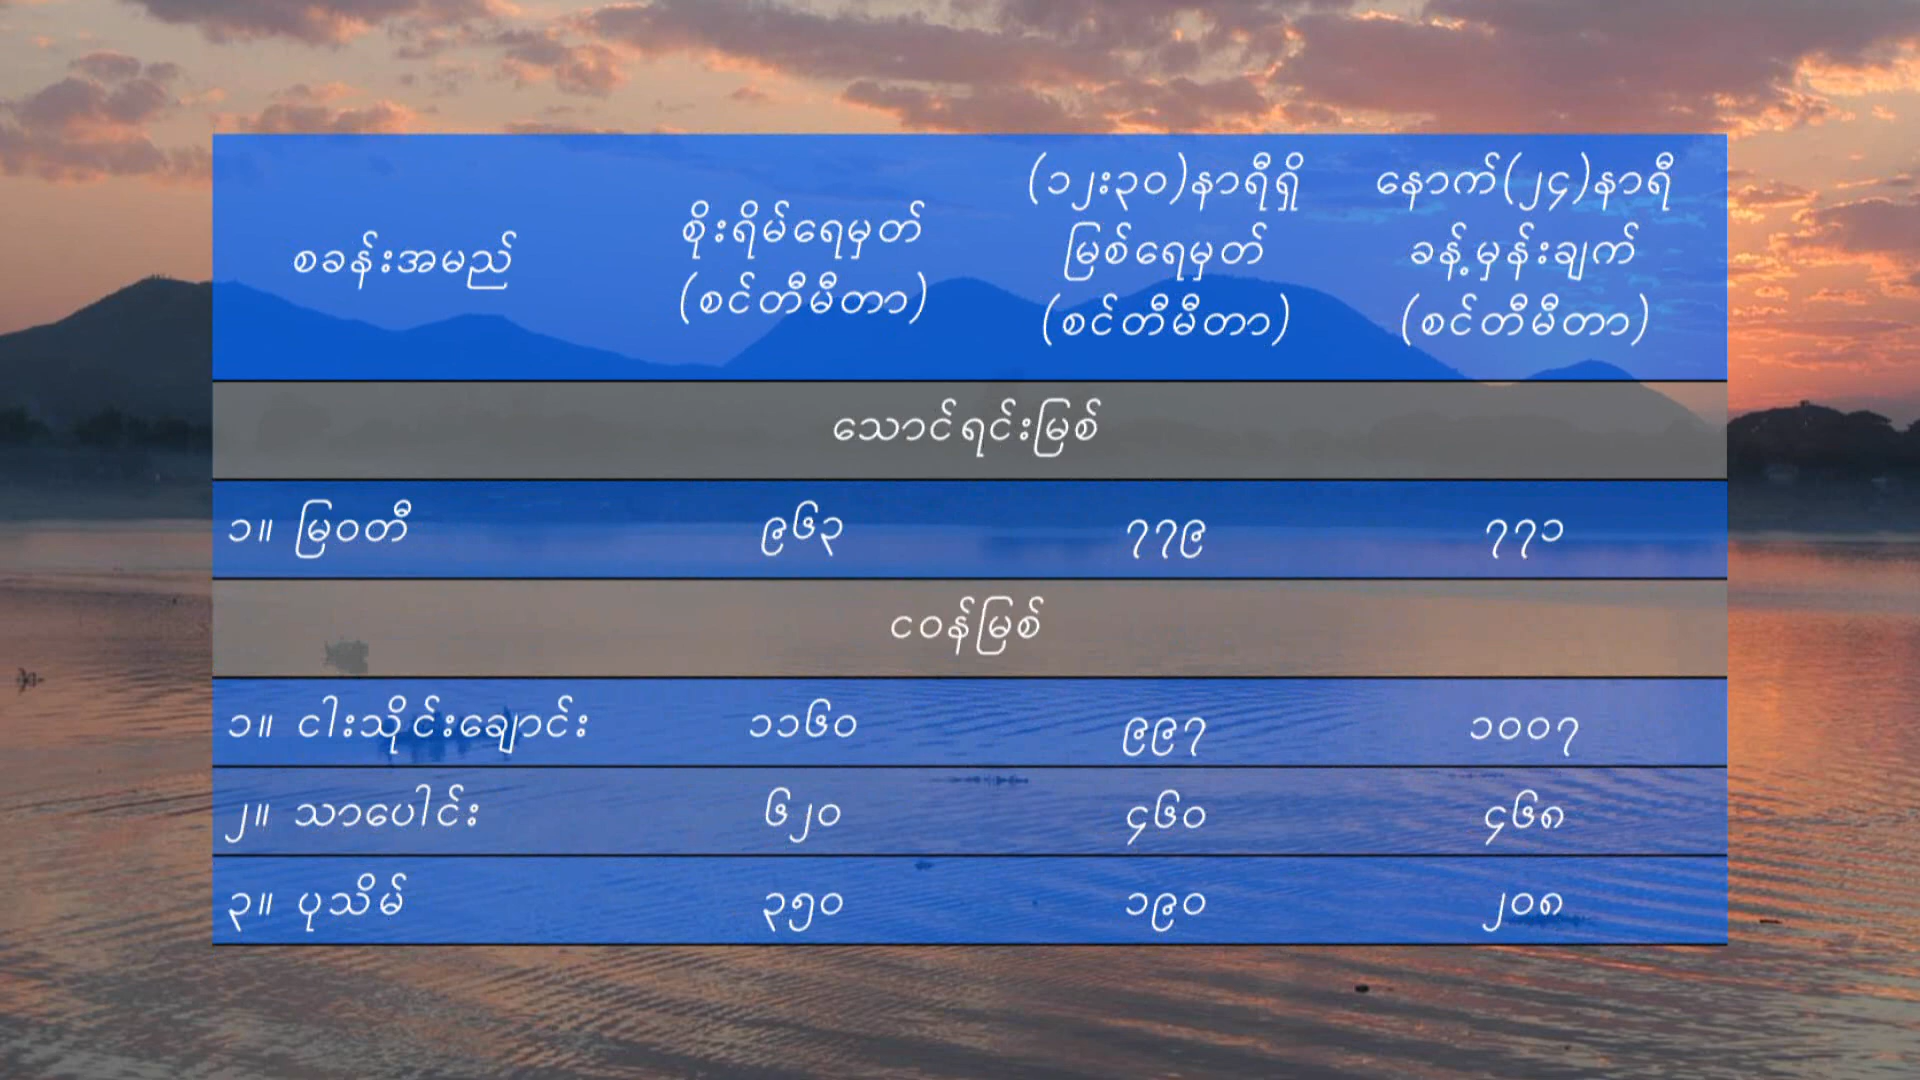 စခန်းအမည်
စိုးရိမ်ရေမှတ်
(စင်တီမီတာ)
(၁၂း၃၀)နာရီရှိ
မြစ်ရေမှတ်
(စင်တီမီတာ)
နောက်(၂၄)နာရီ
ခန့်မှန်းချက်
(စင်တီမီတာ)
သောင်ရင်းမြစ်
၁။ မြဝတီ ၉၆၃ ၇၇၉ ၇၇၁
ငဝန်မြစ်
၁။ ငါးသိုင်းချောင်း ၁၁၆၀ ၉၉၇ ၁၀၀၇
၂။ သာပေါင်း ၆၂၀ ၄၆၀ ၄၆၈
၃။ ပုသိမ် ၃၅၀ ၁၉၀ ၂၀၈